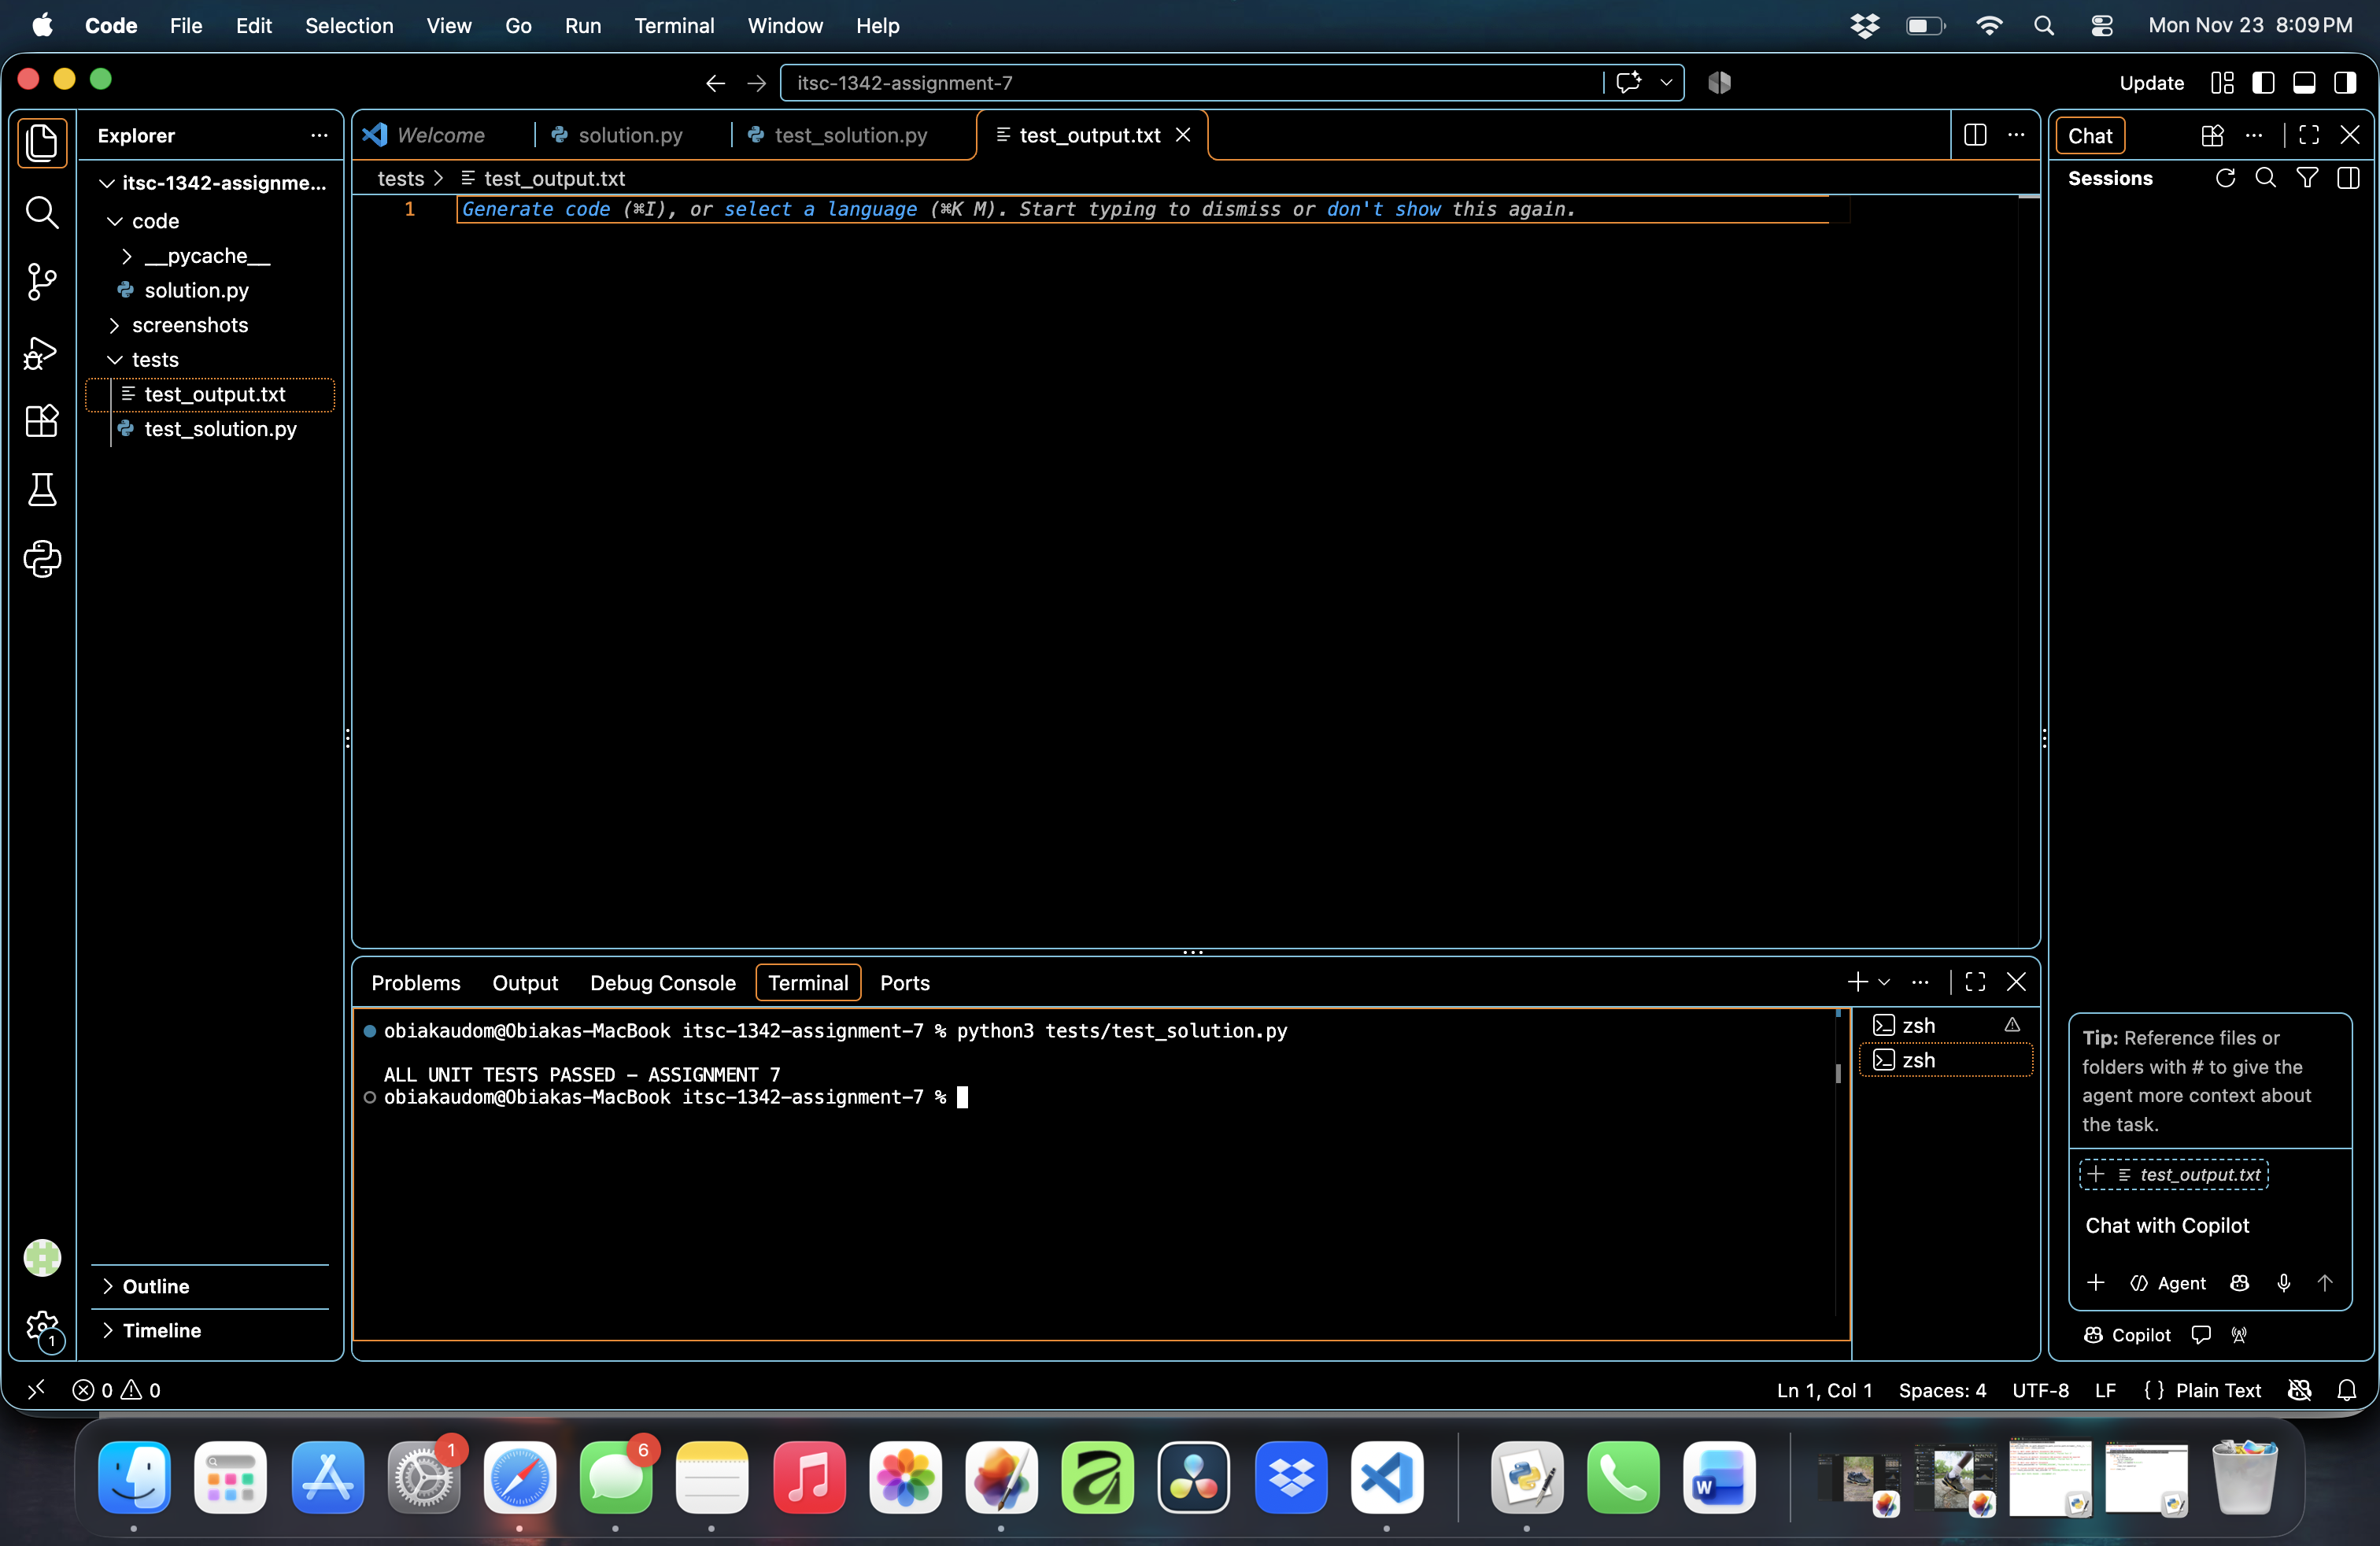 Code File Edit Selection View Go Run Terminal Window Help Mon Nov 23 8:09 PM
itsc-1342-assignment-7 Update
Explorer
itsc-1342-assignme...
code
__pycache__
solution.py
screenshots
tests
test_output.txt
test_solution.py
Outline
Timeline
1
Welcome solution.py test_solution.py test_output.txt
tests > test_output.txt
1 Generate code (⌘I), or select a language (⌘K M). Start typing to dismiss or don't show this again.
Problems Output Debug Console Terminal Ports
obiakaudom@Obiakas-MacBook itsc-1342-assignment-7 % python3 tests/test_solution.py
ALL UNIT TESTS PASSED - ASSIGNMENT 7
obiakaudom@Obiakas-MacBook itsc-1342-assignment-7 %
zsh
zsh
Chat
Sessions
Tip: Reference files or
folders with # to give the
agent more context about
the task.
test_output.txt
Chat with Copilot
Agent
Copilot
0 0 Ln 1, Col 1 Spaces: 4 UTF-8 LF {} Plain Text
1 6
W